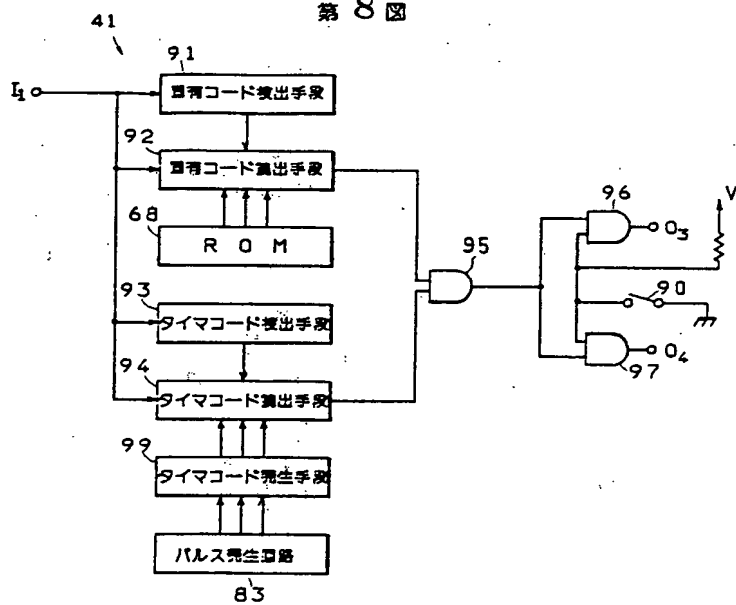 第8図
41
I₁
91
固有コード検出手段
92
固有コード演出手段
68
ROM
93
タイマコード検出手段
94
タイマコード演出手段
99
タイマコード発生手段
パルス発生回路
83
95
96
O₃
V
90
O₄
97